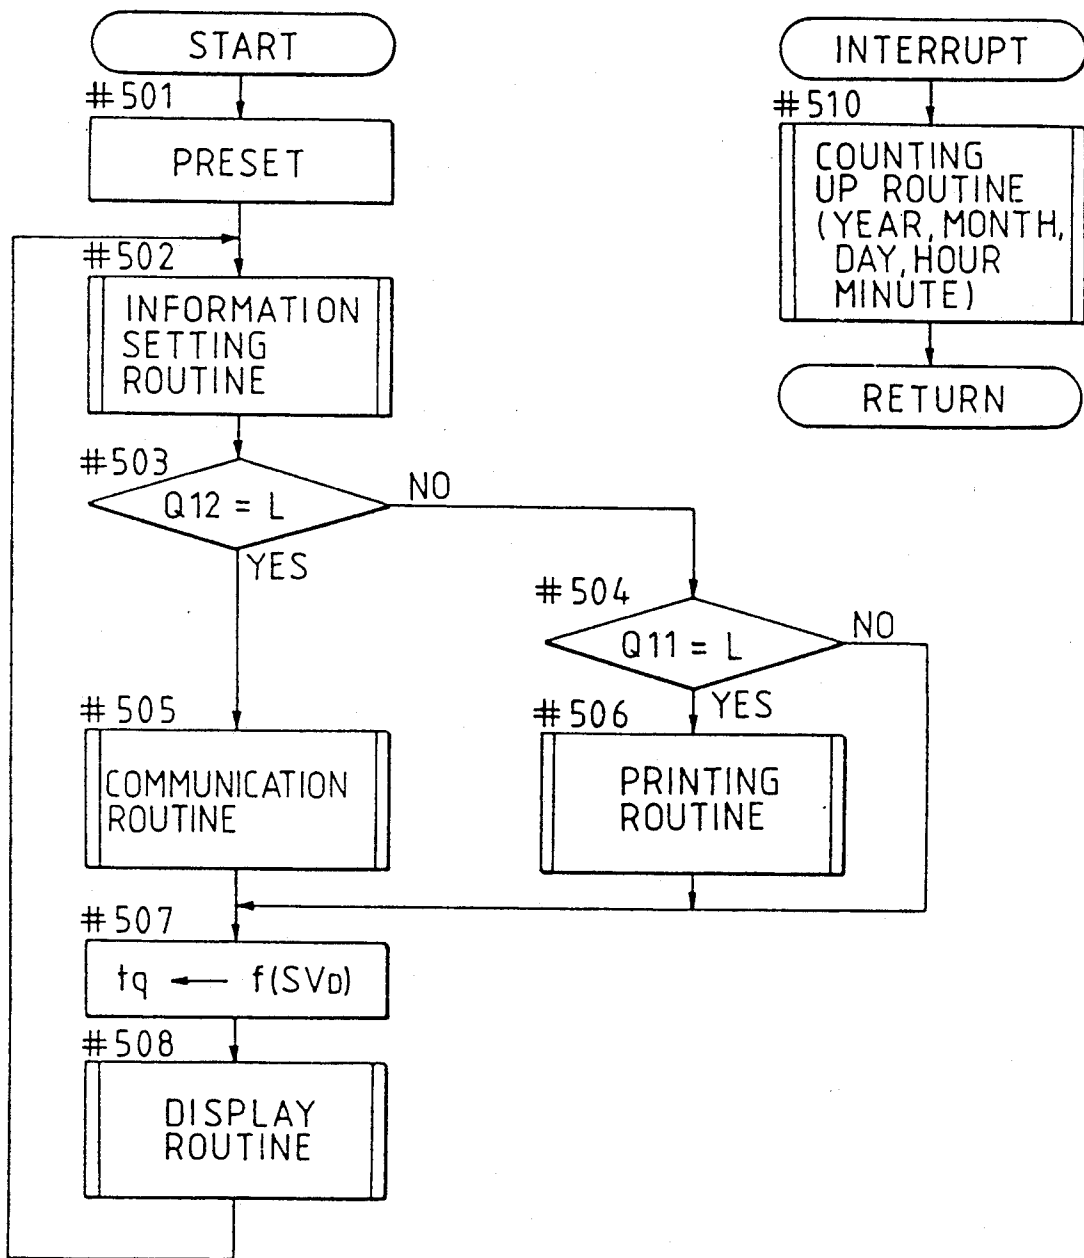 START
#501
PRESET
#502
INFORMATION
SETTING
ROUTINE
#503
Q12 = L
NO
YES
#504
Q11 = L
NO
YES
#505
COMMUNICATION
ROUTINE
#506
PRINTING
ROUTINE
#507
tq ← f(SVD)
#508
DISPLAY
ROUTINE
INTERRUPT
#510
COUNTING
UP ROUTINE
(YEAR, MONTH,
DAY, HOUR
MINUTE)
RETURN